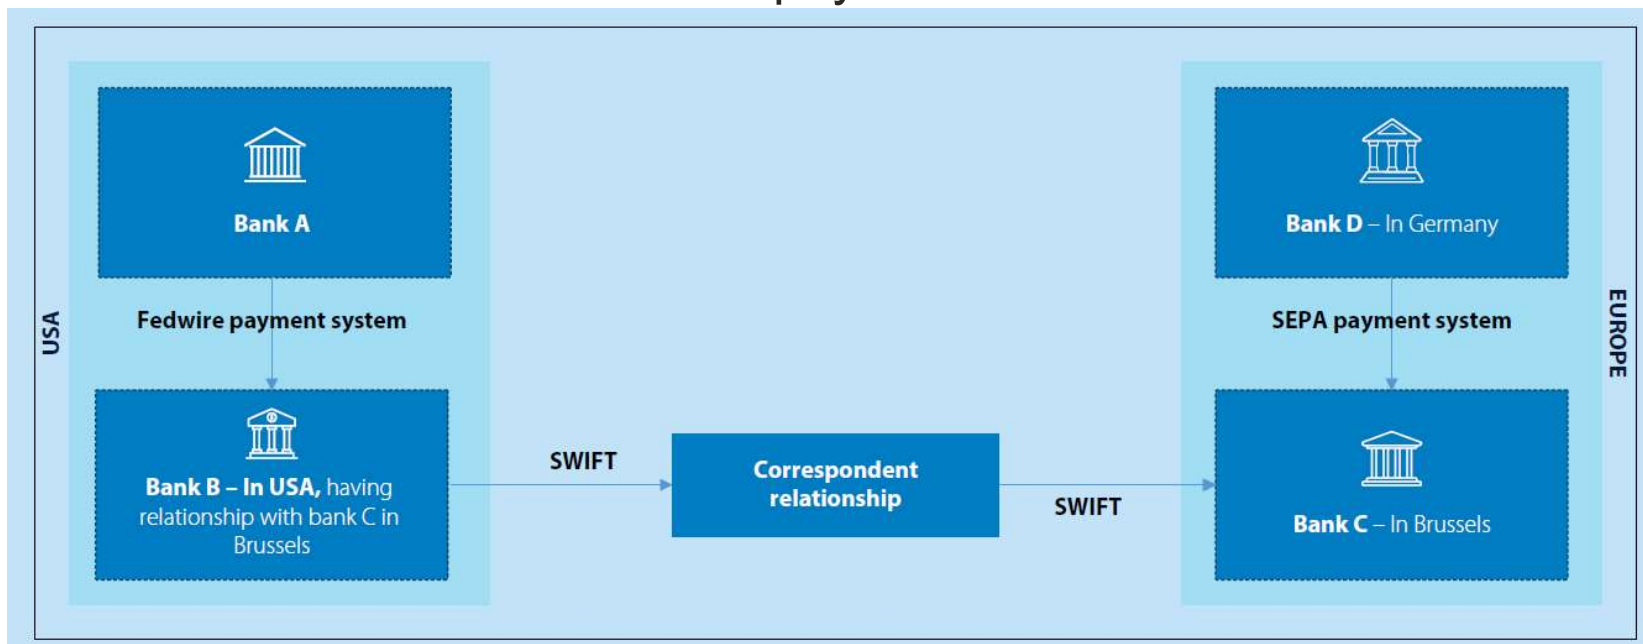 USA
Bank A
Fedwire payment system
Bank B – In USA, having
relationship with bank C in
Brussels
SWIFT
Correspondent
relationship
SWIFT
Bank D – In Germany
SEPA payment system
Bank C – In Brussels
EUROPE